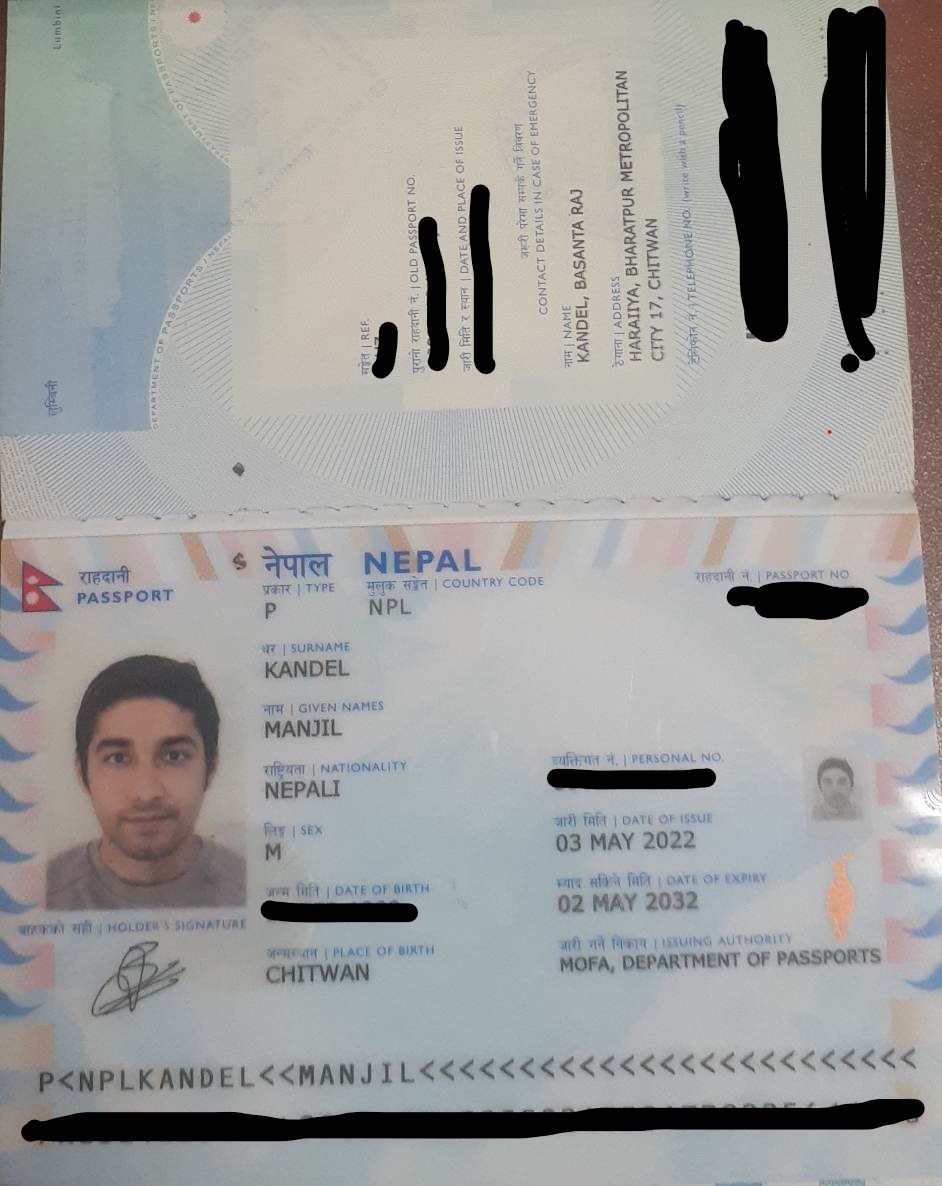 Lumbini
लुम्बिनी
DEPARTMENT OF PASSPORTS / NEPAL
सङ्केत | REF.
पुरानो राहदानी नं. | OLD PASSPORT NO.
जारी मिति र स्थान | DATE AND PLACE OF ISSUE
जरूरी परेमा सम्पर्क गर्ने विवरण
CONTACT DETAILS IN CASE OF EMERGENCY
नाम | NAME
KANDEL, BASANTA RAJ
ठेगाना | ADDRESS
HARAIIYA, BHARATPUR METROPOLITAN
CITY 17, CHITWAN
टेलिफोन नं. | TELEPHONE NO. (write with a pencil)
राहदानी
PASSPORT
नेपाल NEPAL
प्रकार | TYPE
मुलुक सङ्केत | COUNTRY CODE
राहदानी नं. | PASSPORT NO
P
NPL
थर | SURNAME
KANDEL
नाम | GIVEN NAMES
MANJIL
राष्ट्रियता | NATIONALITY
NEPALI
व्यक्तिगत नं. | PERSONAL NO.
लिङ्ग | SEX
M
जारी मिति | DATE OF ISSUE
03 MAY 2022
जन्म मिति | DATE OF BIRTH
म्याद सकिने मिति | DATE OF EXPIRY
02 MAY 2032
बाहकको सही | HOLDER'S SIGNATURE
जन्मस्थान | PLACE OF BIRTH
CHITWAN
जारी गर्ने निकाय | ISSUING AUTHORITY
MOFA, DEPARTMENT OF PASSPORTS
P<NPLKANDEL<<MANJIL<<<<<<<<<<<<<<<<<<<<<<<<<